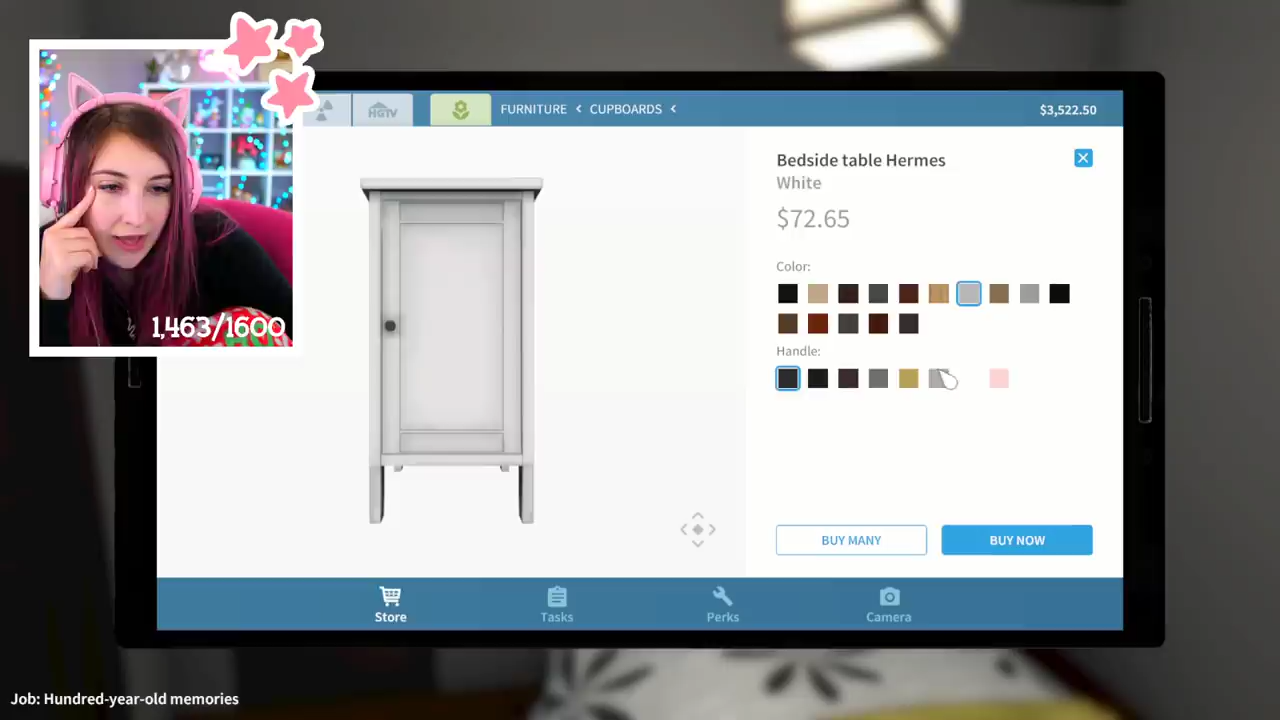 HGTV
FURNITURE < CUPBOARDS <
$3,522.50
Bedside table Hermes
White
$72.65
Color:
Handle:
1,463/1600
BUY MANY
BUY NOW
Store
Tasks
Perks
Camera
Job: Hundred-year-old memories